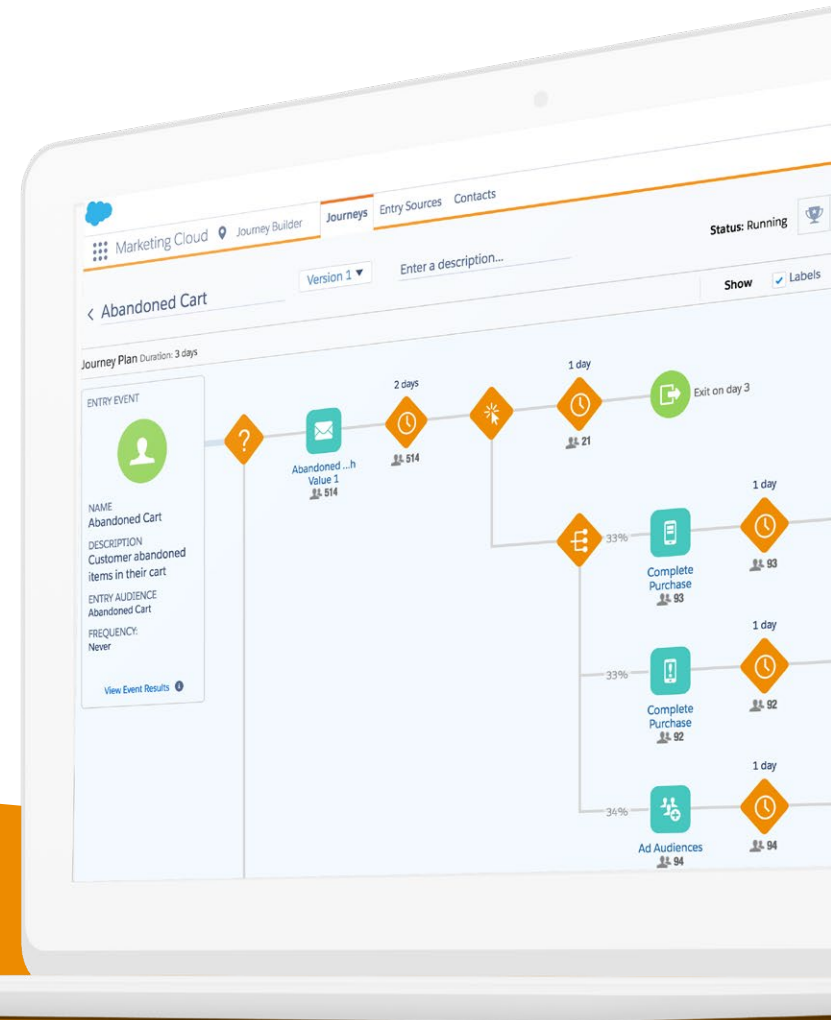 Marketing Cloud
Journey Builder
Journeys
Entry Sources
Contacts
Abandoned Cart
Version 1
Enter a description...
Status: Running
Show
Labels
Journey Plan Duration: 3 days
ENTRY EVENT
NAME
Abandoned Cart
DESCRIPTION
Customer abandoned
items in their cart
ENTRY AUDIENCE
Abandoned Cart
FREQUENCY:
Never
View Event Results
?
Abandoned ...h
Value 1
514
2 days
514
1 day
21
Exit on day 3
33%
Complete
Purchase
93
1 day
93
33%
Complete
Purchase
92
1 day
92
34%
Ad Audiences
94
1 day
94